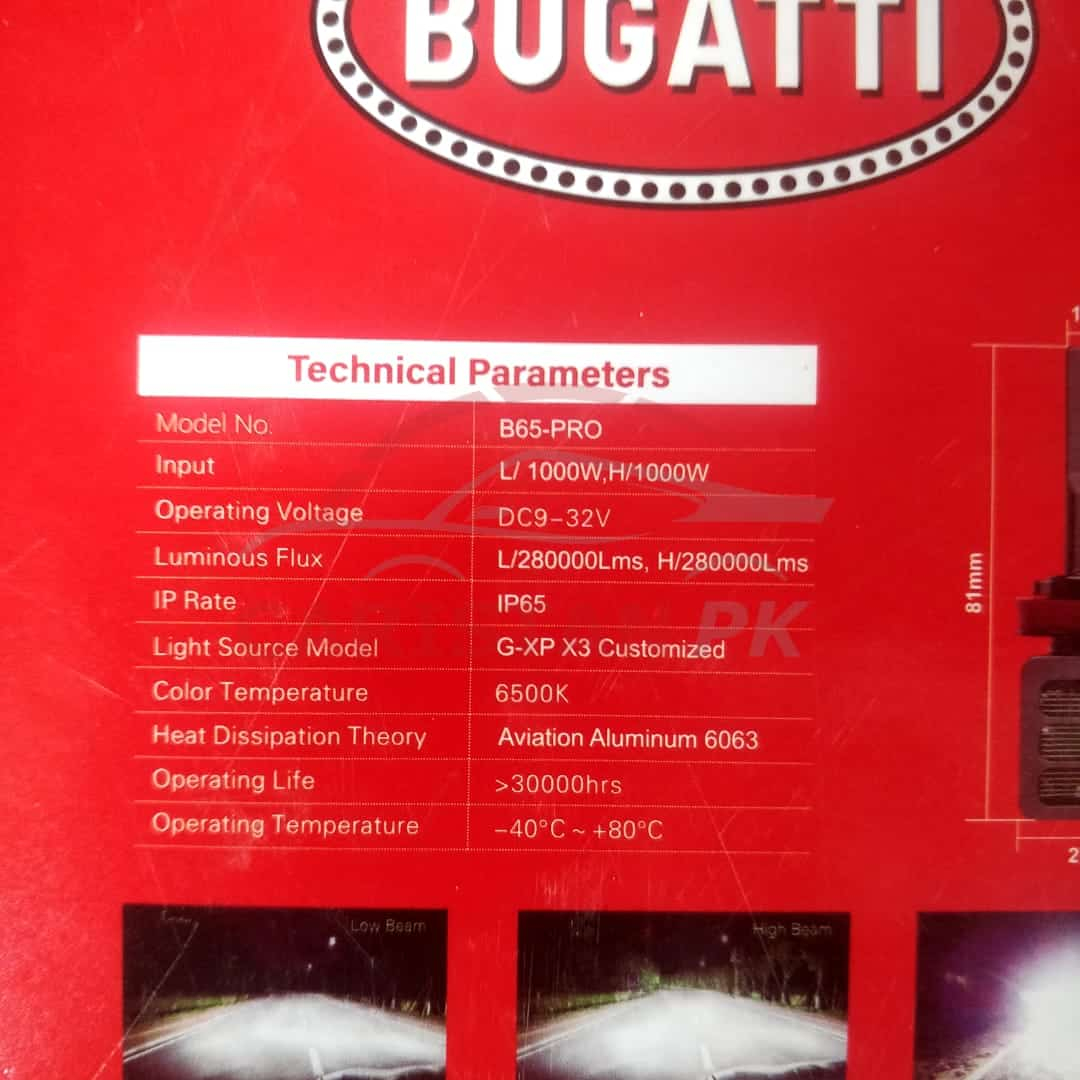 BUGATTI
Technical Parameters
Model No. B65-PRO
Input L/ 1000W,H/1000W
Operating Voltage DC9–32V
Luminous Flux L/280000Lms, H/280000Lms
IP Rate IP65
PK
Light Source Model G-XP X3 Customized
Color Temperature 6500K
Heat Dissipation Theory Aviation Aluminum 6063
Operating Life >30000hrs
Operating Temperature –40°C ~ +80°C
81mm
Low Beam
High Beam